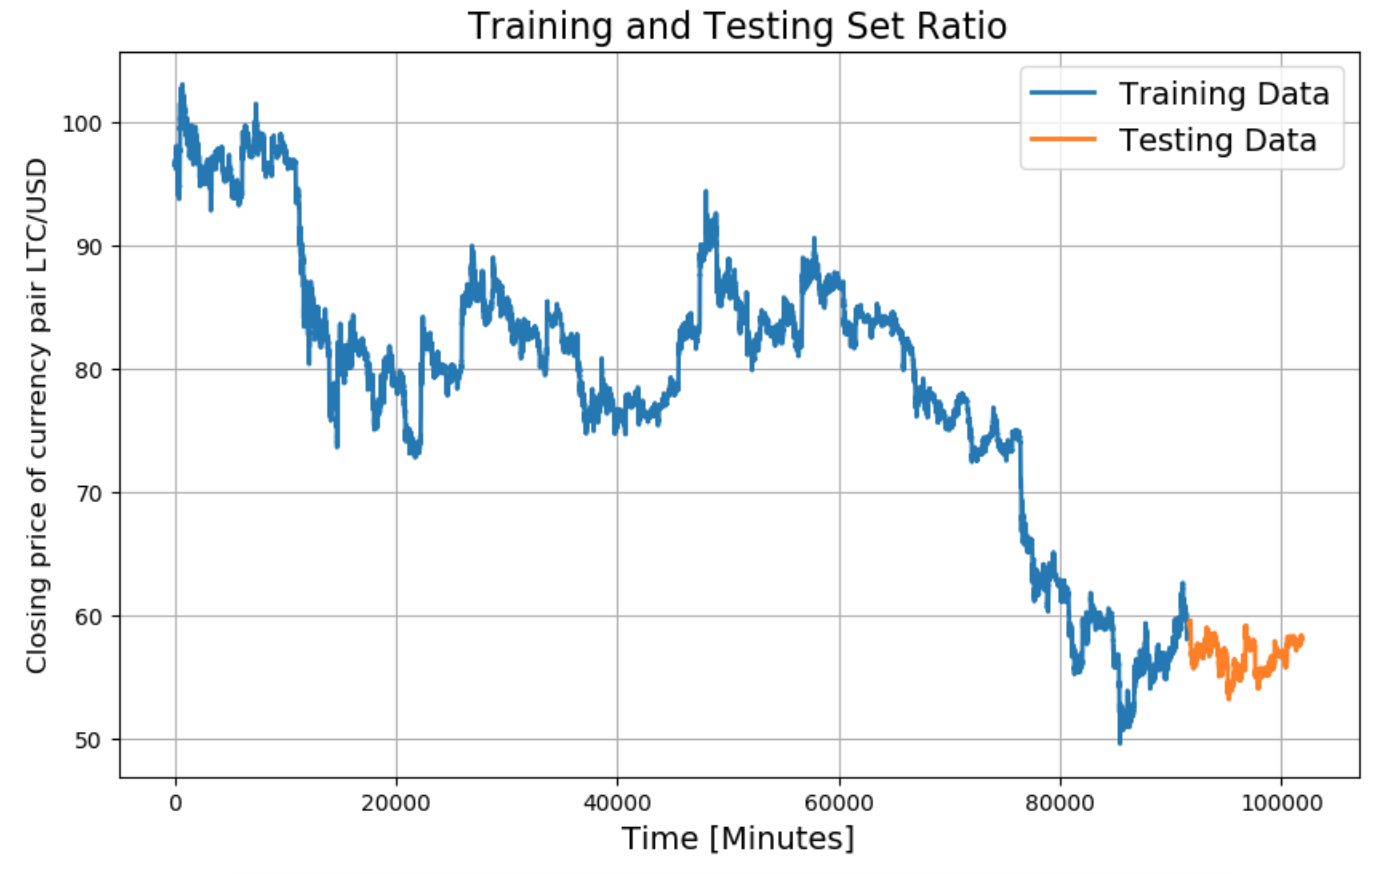 Training and Testing Set Ratio
Training Data
Testing Data
Closing price of currency pair LTC/USD
100
90
80
70
60
50
0 20000 40000 60000 80000 100000
Time [Minutes]